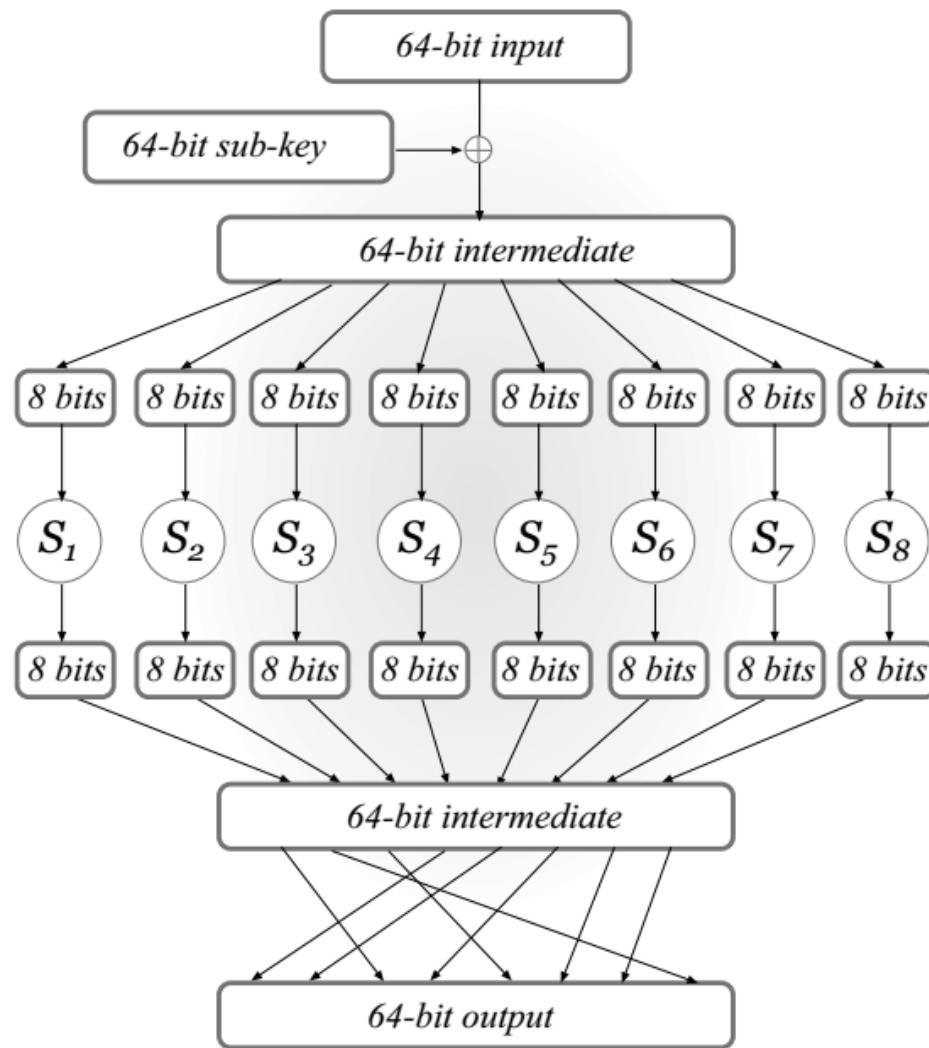 64-bit input
64-bit sub-key
64-bit intermediate
8 bits 8 bits 8 bits 8 bits 8 bits 8 bits 8 bits 8 bits
S1 S2 S3 S4 S5 S6 S7 S8
8 bits 8 bits 8 bits 8 bits 8 bits 8 bits 8 bits 8 bits
64-bit intermediate
64-bit output